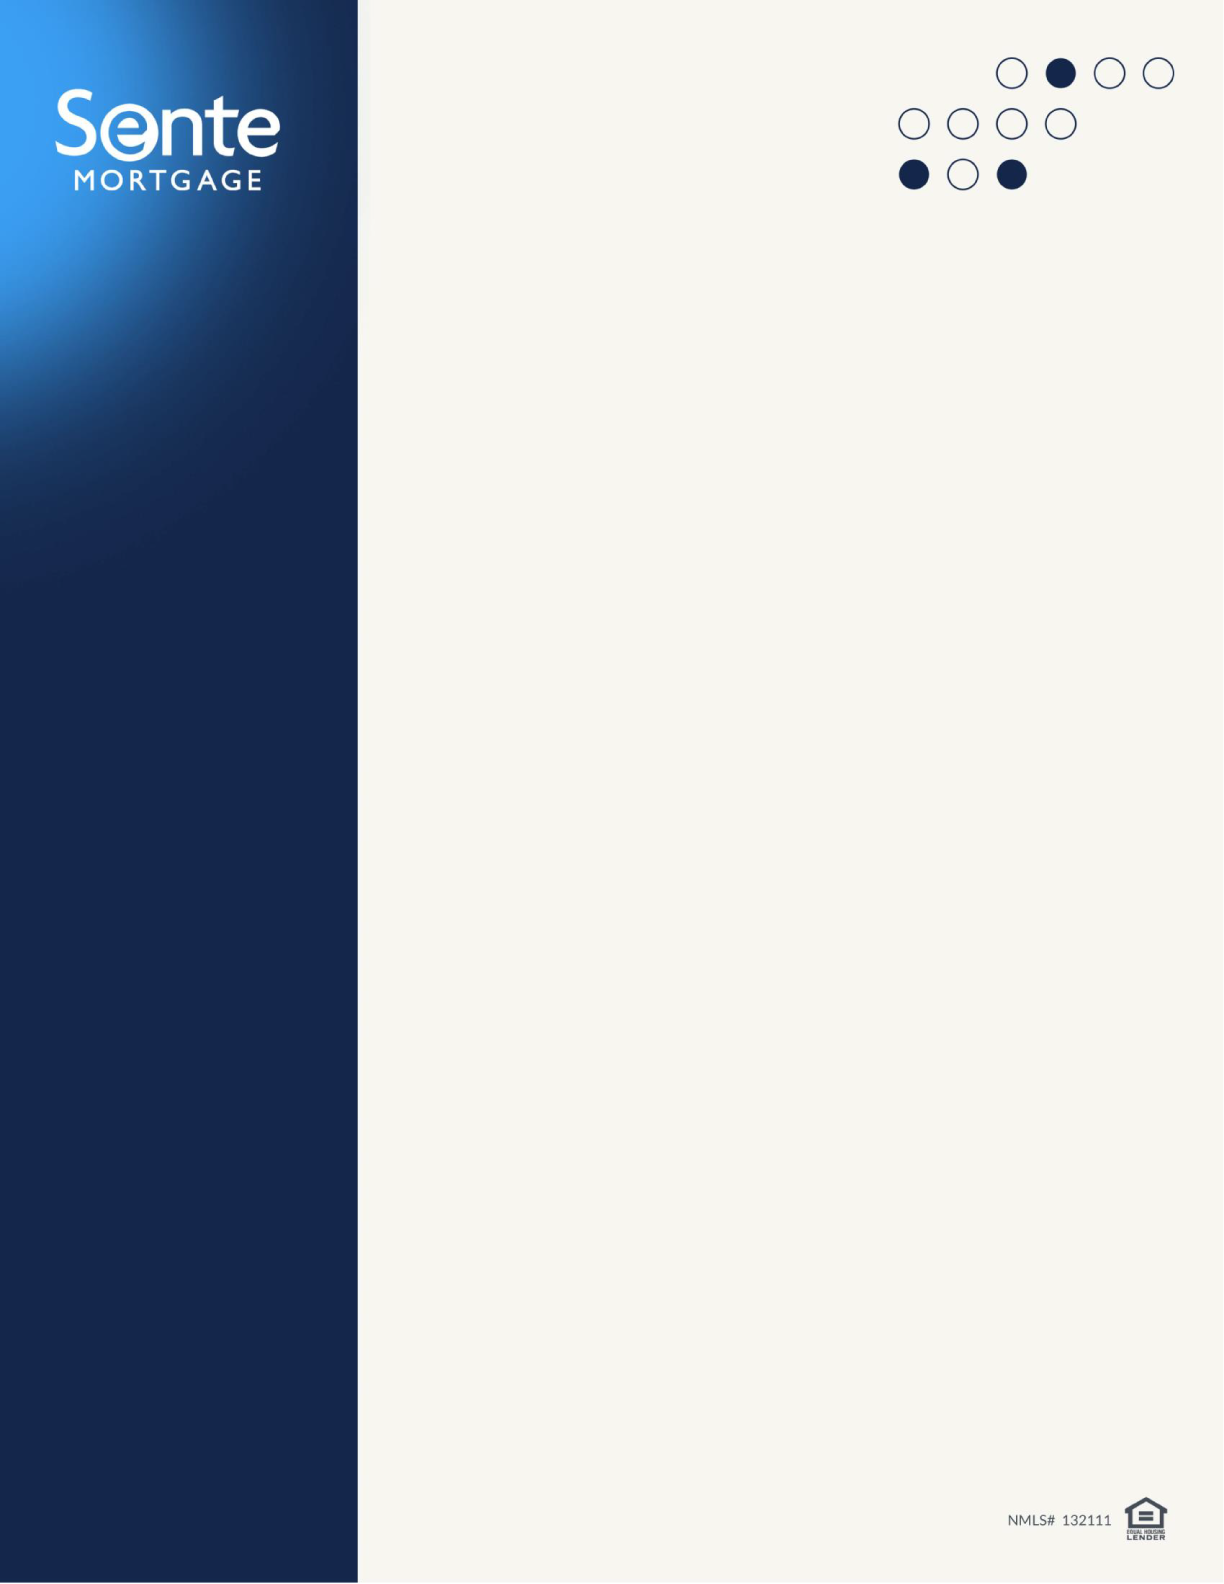 Sente
MORTGAGE
NMLS# 132111
EQUAL HOUSING
LENDER